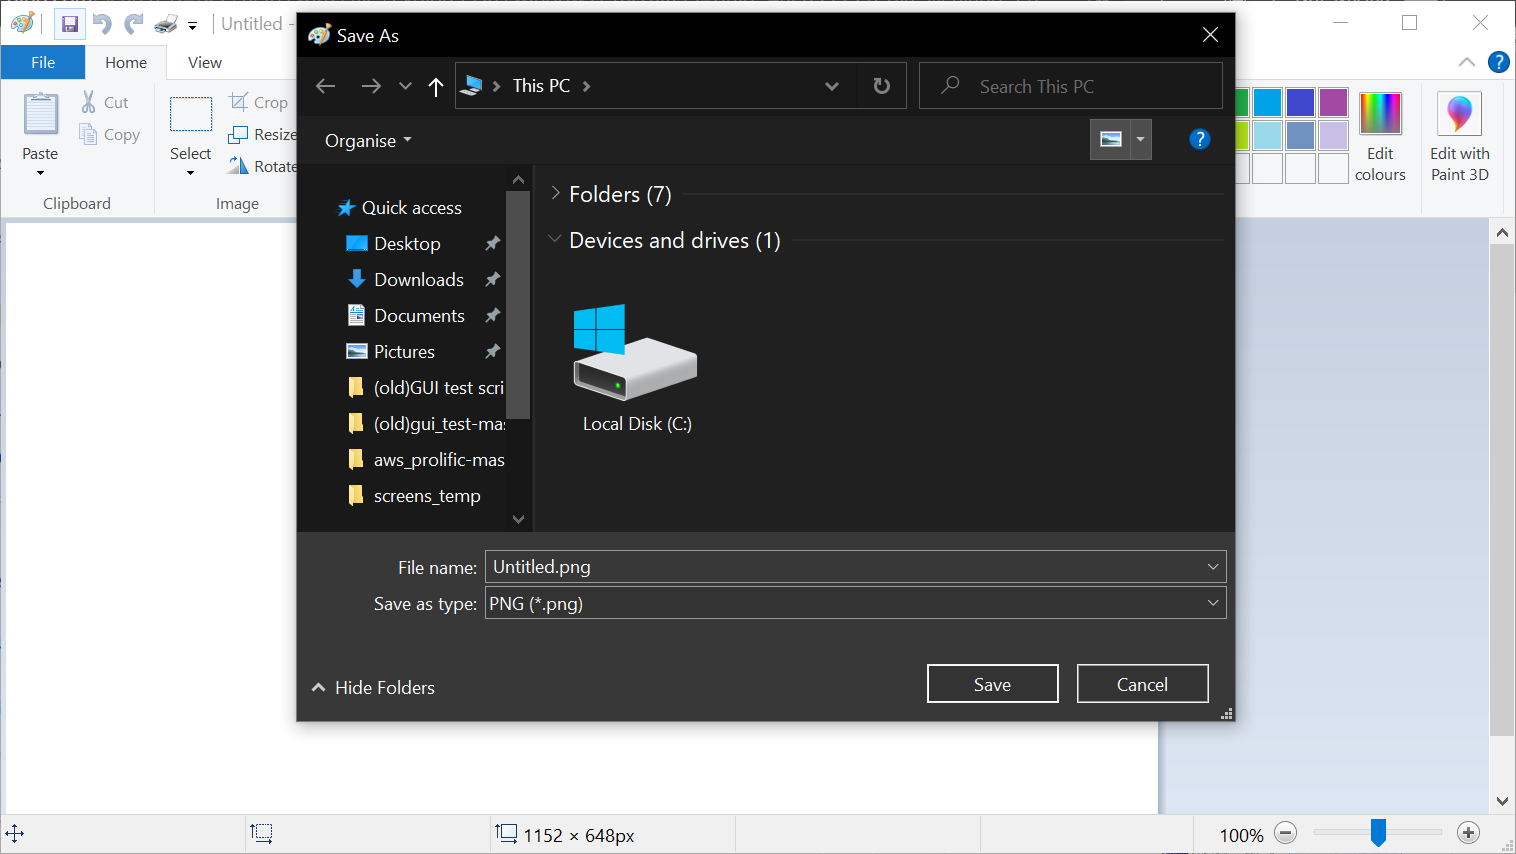 Untitled -
Save As
File
Home
View
This PC
Search This PC
Organise
Paste
Cut
Copy
Clipboard
Select
Crop
Resize
Rotate
Image
Edit
colours
Edit with
Paint 3D
Quick access
Desktop
Downloads
Documents
Pictures
(old)GUI test scri
(old)gui_test-mas
aws_prolific-mas
screens_temp
Folders (7)
Devices and drives (1)
Local Disk (C:)
File name: Untitled.png
Save as type: PNG (*.png)
Hide Folders
Save
Cancel
1152 × 648px
100%